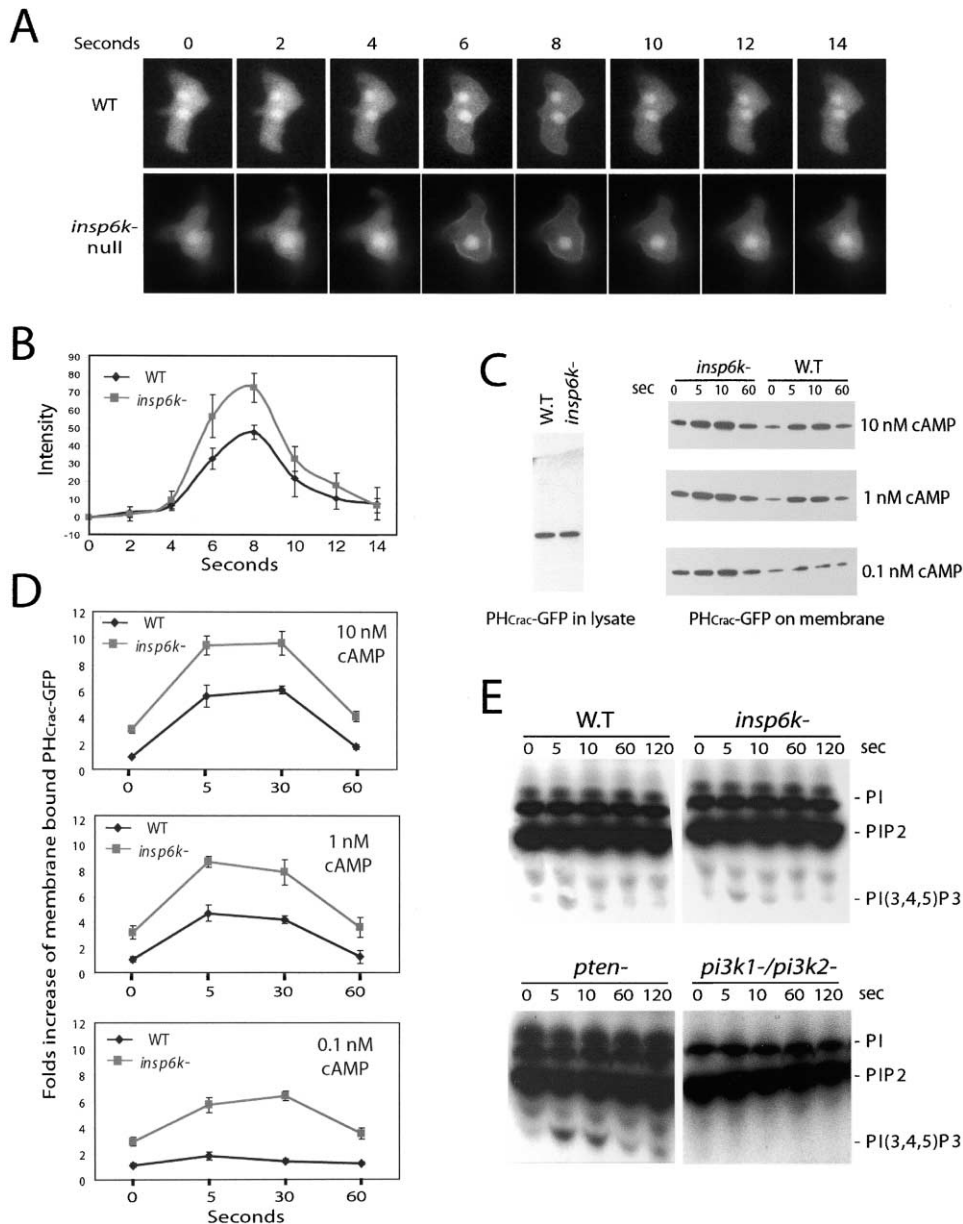 A
Seconds 0 2 4 6 8 10 12 14
WT
insp6k-
null
B
90
80
70
60
50
40
30
20
10
0
-10
Intensity
WT
insp6k-
0 2 4 6 8 10 12 14
Seconds
C
W.T
insp6k-
PHCrac-GFP in lysate
insp6k- W.T
sec 0 5 10 60 0 5 10 60
10 nM cAMP
1 nM cAMP
0.1 nM cAMP
PHCrac-GFP on membrane
D
Folds increase of membrane bound PHCrac-GFP
12
10
8
6
4
2
0
WT
insp6k-
10 nM
cAMP
0 5 30 60
12
10
8
6
4
2
0
WT
insp6k-
1 nM
cAMP
0 5 30 60
12
10
8
6
4
2
0
WT
insp6k-
0.1 nM
cAMP
0 5 30 60
Seconds
E
W.T insp6k-
0 5 10 60 120 0 5 10 60 120 sec
- PI
- PIP2
- PI(3,4,5)P3
pten- pi3k1-/pi3k2-
0 5 10 60 120 0 5 10 60 120 sec
- PI
- PIP2
- PI(3,4,5)P3